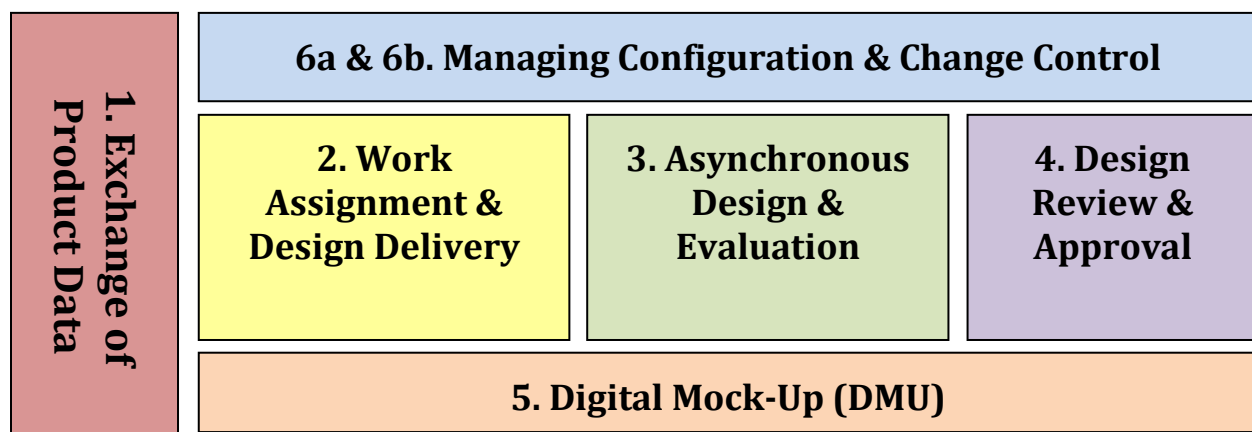 1. Exchange of
Product Data
6a & 6b. Managing Configuration & Change Control
2. Work
Assignment &
Design Delivery
3. Asynchronous
Design &
Evaluation
4. Design
Review &
Approval
5. Digital Mock-Up (DMU)